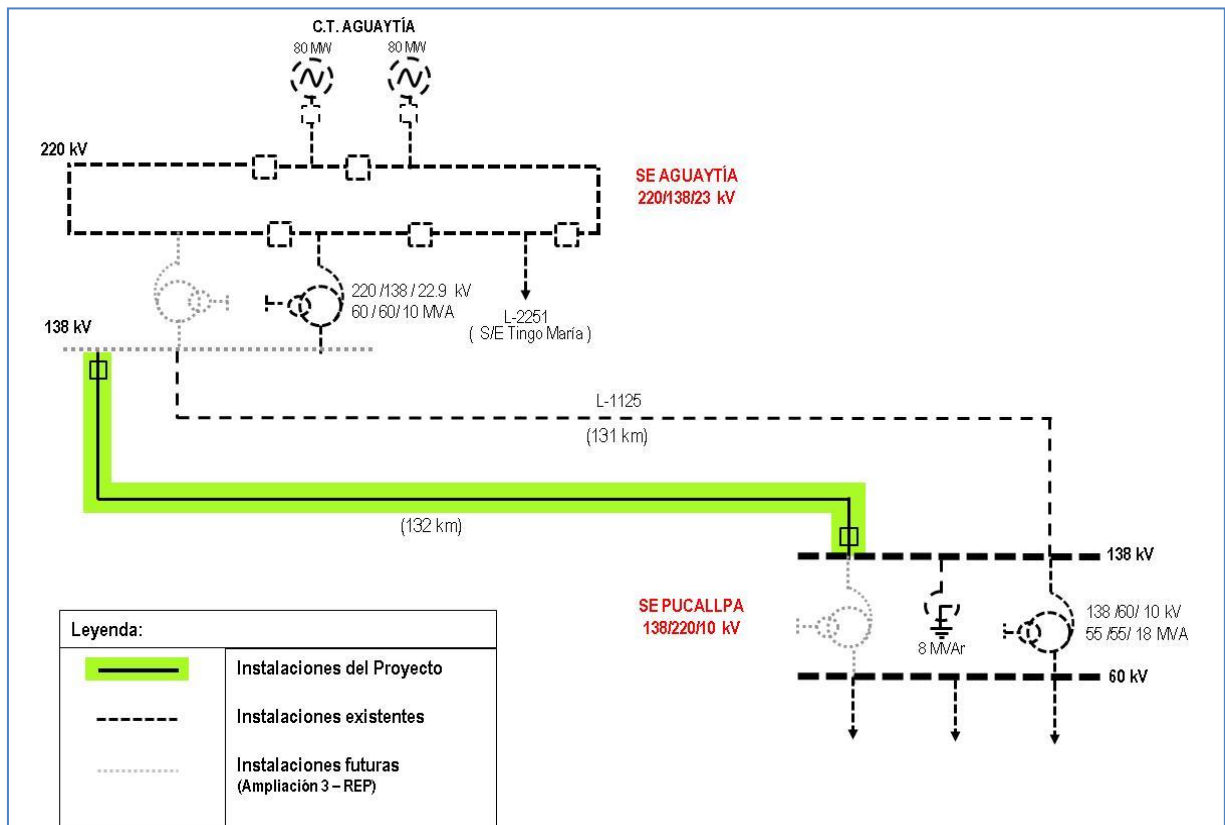 C.T. AGUAYTÍA
80 MW
80 MW
220 kV
SE AGUAYTÍA
220/138/23 kV
220 /138 / 22.9 kV
60 / 60/ 10 MVA
L-2251
( S/E Tingo María )
138 kV
L-1125
(131 km)
(132 km)
138 kV
SE PUCALLPA
138/220/10 kV
138 /60/ 10 kV
55 /55/ 18 MVA
8 MVAr
60 kV
Leyenda:
Instalaciones del Proyecto
Instalaciones existentes
Instalaciones futuras
(Ampliación 3 – REP)